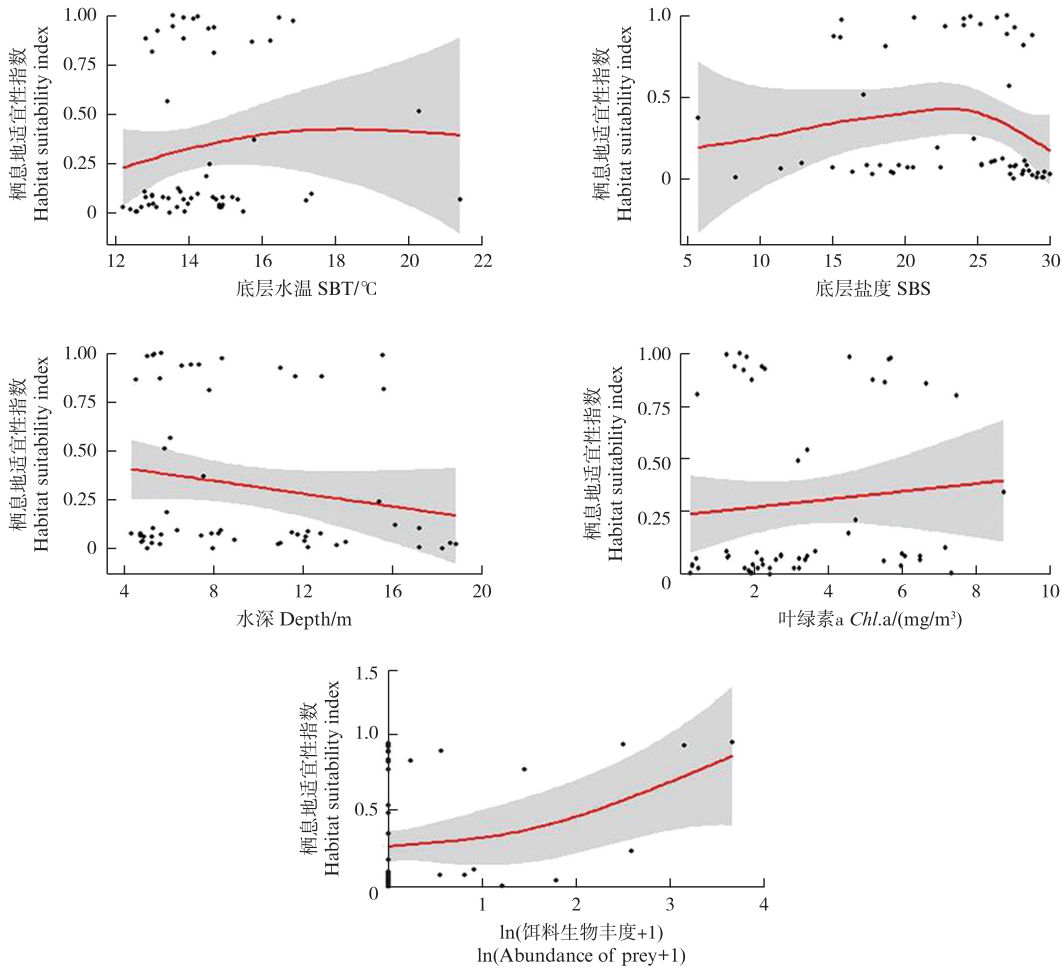 栖息地适宜性指数
Habitat suitability index
1.00
0.75
0.50
0.25
0
12 14 16 18 20 22
底层水温 SBT/℃
栖息地适宜性指数
Habitat suitability index
1.0
0.5
0
5 10 15 20 25 30
底层盐度 SBS
栖息地适宜性指数
Habitat suitability index
1.00
0.75
0.50
0.25
0
4 8 12 16 20
水深 Depth/m
栖息地适宜性指数
Habitat suitability index
1.00
0.75
0.50
0.25
0
2 4 6 8 10
叶绿素a Chl.a/(mg/m³)
栖息地适宜性指数
Habitat suitability index
1.5
1.0
0.5
0
1 2 3 4
ln(饵料生物丰度+1)
ln(Abundance of prey+1)